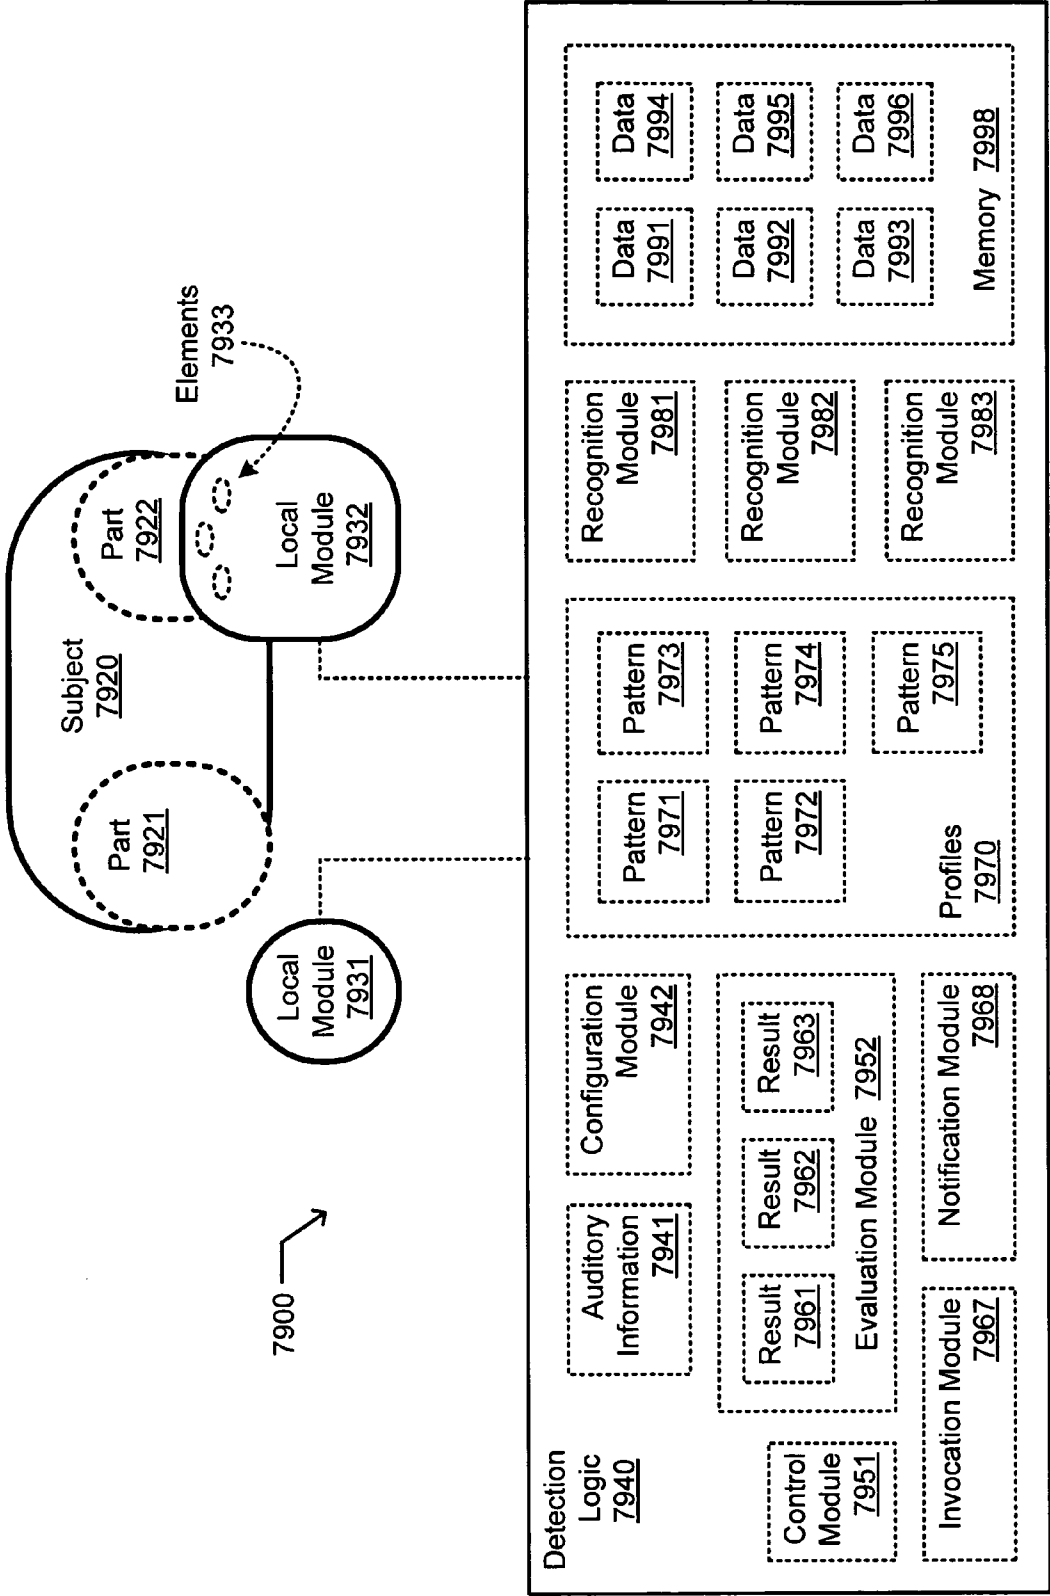 7900
Subject
7920
Part
7921
Part
7922
Elements
7933
Local
Module
7931
Local
Module
7932
Detection
Logic
7940
Auditory
Information
7941
Configuration
Module
7942
Control
Module
7951
Result
7961
Result
7962
Result
7963
Evaluation Module 7952
Invocation Module
7967
Notification Module
7968
Pattern
7971
Pattern
7973
Pattern
7972
Pattern
7974
Pattern
7975
Profiles
7970
Recognition
Module
7981
Recognition
Module
7982
Recognition
Module
7983
Data
7991
Data
7994
Data
7992
Data
7995
Data
7993
Data
7996
Memory 7998